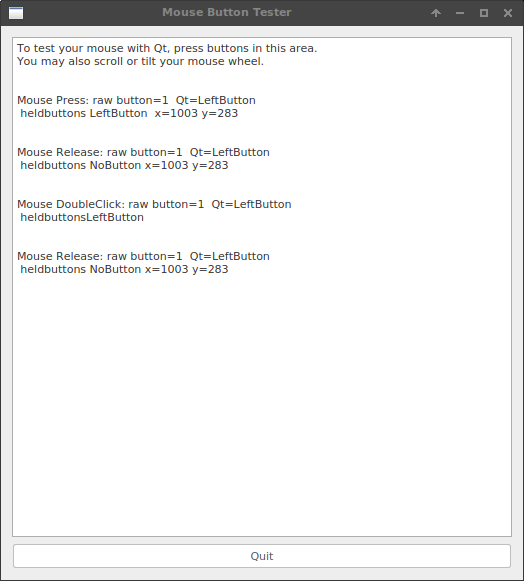 Mouse Button Tester
To test your mouse with Qt, press buttons in this area.
You may also scroll or tilt your mouse wheel.
Mouse Press: raw button=1  Qt=LeftButton
 heldbuttons LeftButton  x=1003 y=283
Mouse Release: raw button=1  Qt=LeftButton
 heldbuttons NoButton x=1003 y=283
Mouse DoubleClick: raw button=1  Qt=LeftButton
 heldbuttonsLeftButton
Mouse Release: raw button=1  Qt=LeftButton
 heldbuttons NoButton x=1003 y=283
Quit